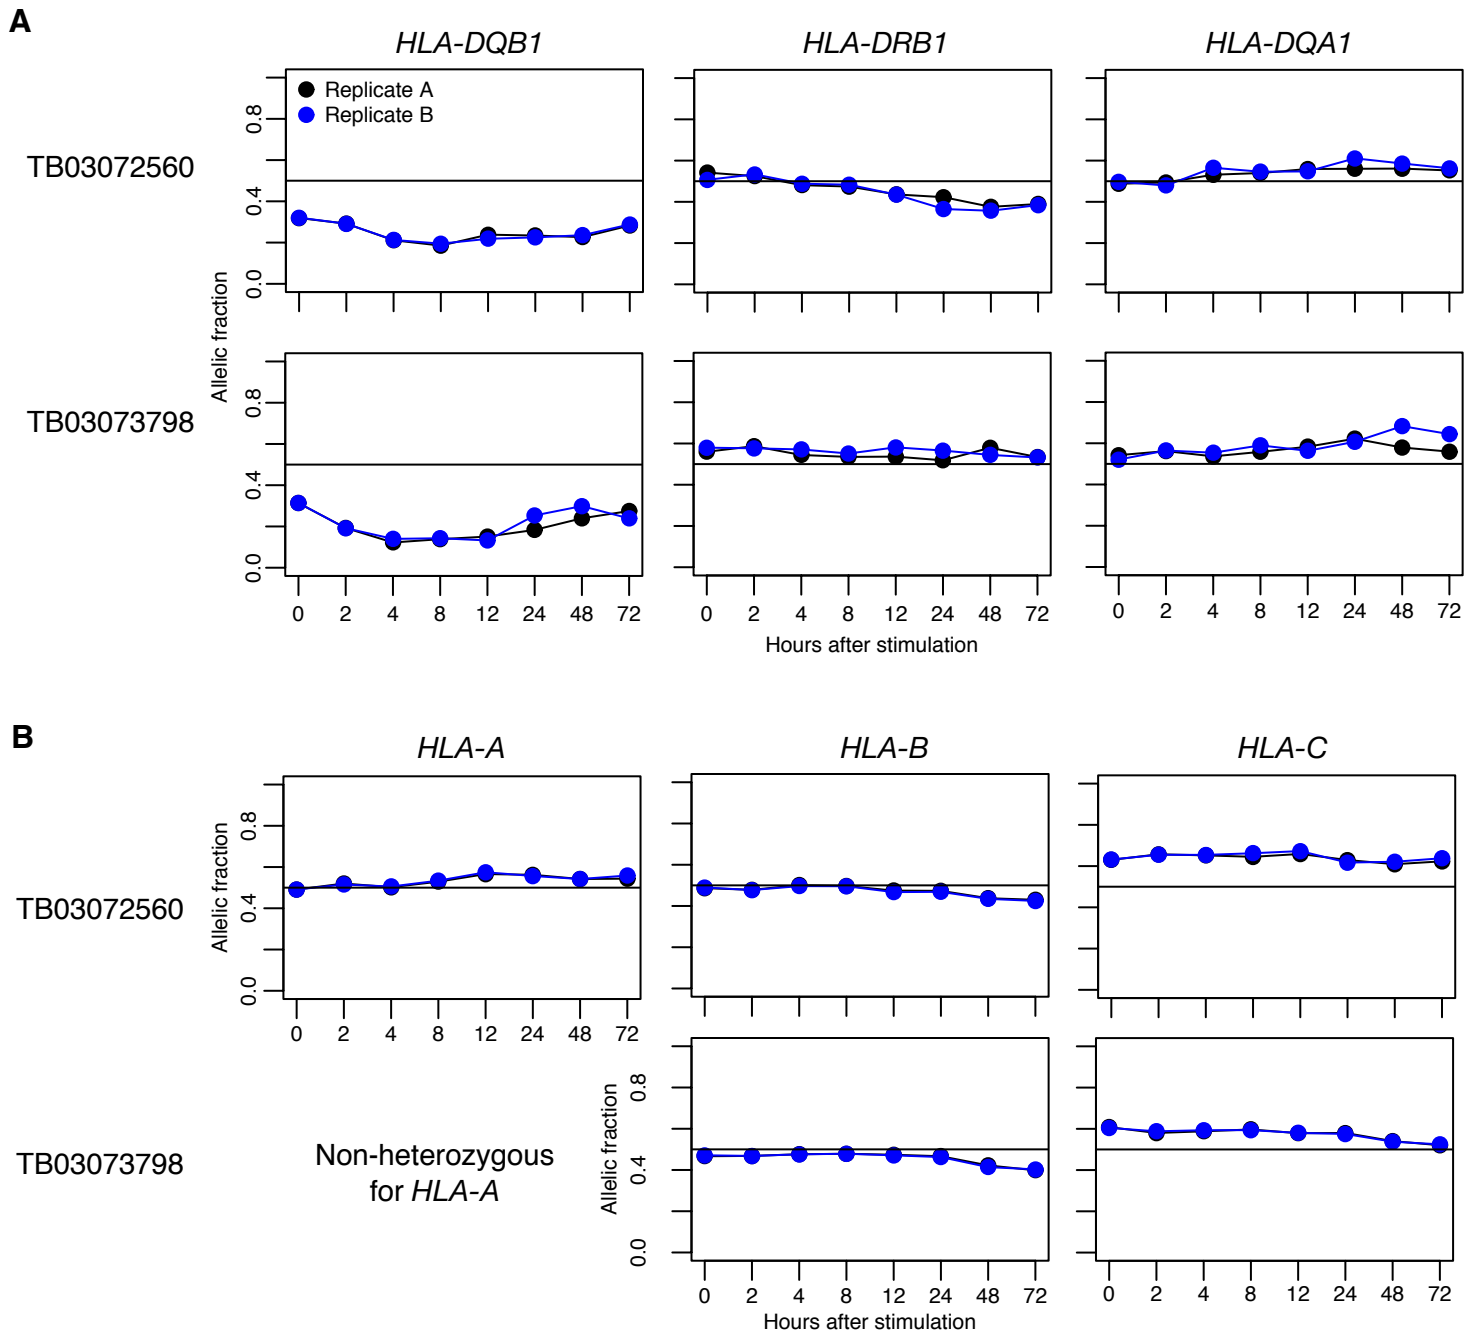 A
HLA-DQB1 HLA-DRB1 HLA-DQA1
Replicate A
Replicate B
TB03072560
0.8
0.4
0.0
Allelic fraction
TB03073798
0.8
0.4
0.0
0 2 4 8 12 24 48 72
0 2 4 8 12 24 48 72
0 2 4 8 12 24 48 72
Hours after stimulation
B
HLA-A HLA-B HLA-C
TB03072560
Allelic fraction
0.8
0.4
0.0
0 2 4 8 12 24 48 72
TB03073798
Non-heterozygous
for HLA-A
Allelic fraction
0.8
0.4
0.0
0 2 4 8 12 24 48 72
0 2 4 8 12 24 48 72
Hours after stimulation